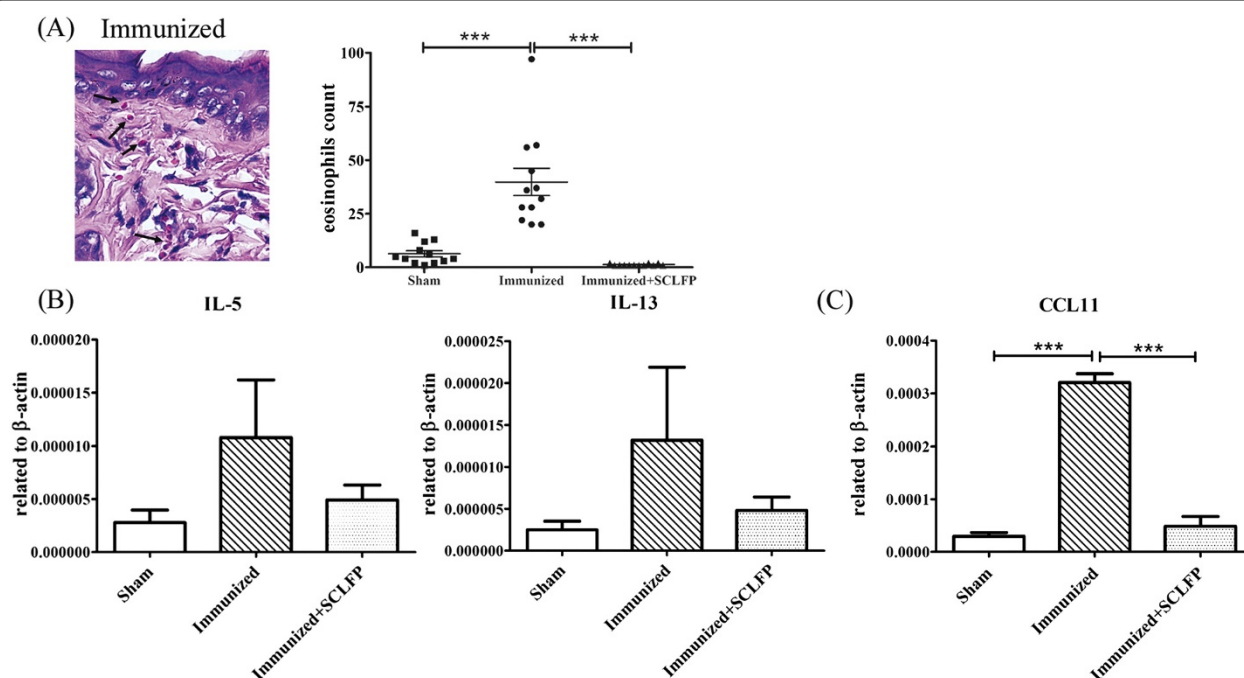 (A) Immunized
*** ***
100
75
50
25
0
eosinophils count
Sham Immunized Immunized+SCLFP
(B) IL-5
0.000020
0.000015
0.000010
0.000005
0.000000
related to β-actin
Sham
Immunized
Immunized+SCLFP
IL-13
0.000025
0.000020
0.000015
0.000010
0.000005
0.000000
related to β-actin
Sham
Immunized
Immunized+SCLFP
(C) CCL11
*** ***
0.0004
0.0003
0.0002
0.0001
0.0000
related to β-actin
Sham
Immunized
Immunized+SCLFP